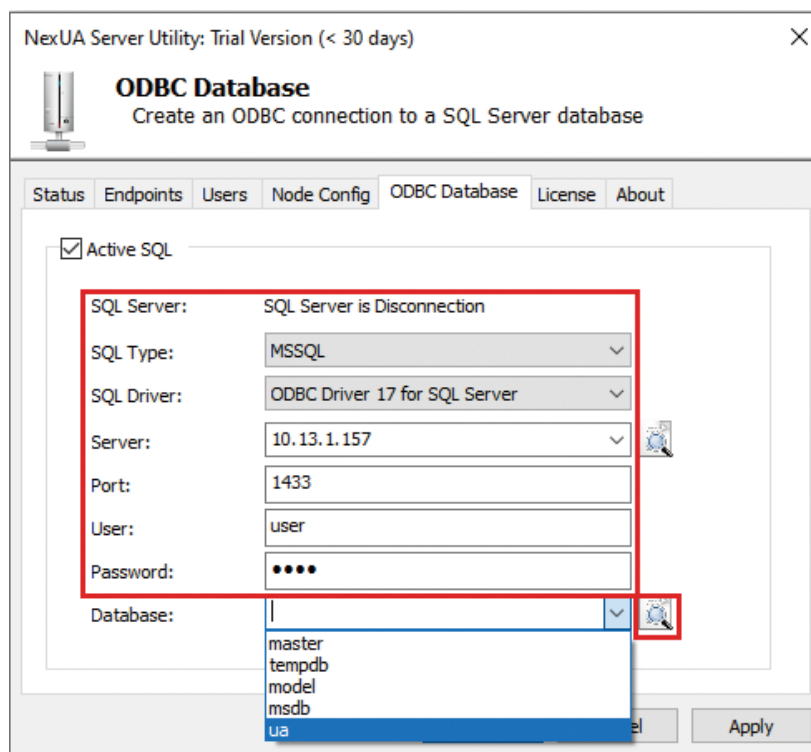 NexUA Server Utility: Trial Version (< 30 days)
ODBC Database
Create an ODBC connection to a SQL Server database
Status Endpoints Users Node Config ODBC Database License About
Active SQL
SQL Server: SQL Server is Disconnection
SQL Type: MSSQL
SQL Driver: ODBC Driver 17 for SQL Server
Server: 10.13.1.157
Port: 1433
User: user
Password: ••••
Database:
master
tempdb
model
msdb
ua
Apply